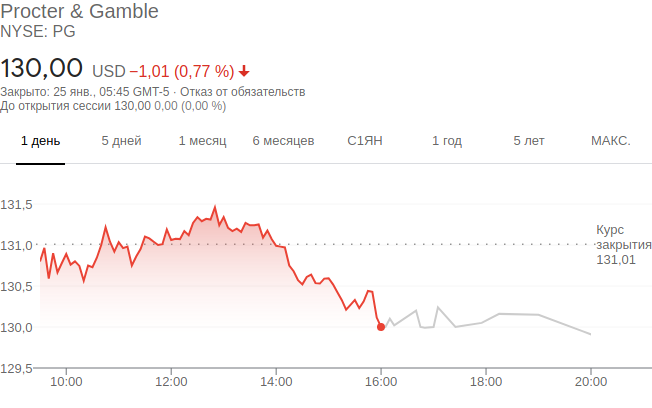 Procter & Gamble
NYSE: PG
130,00 USD −1,01 (0,77 %)
Закрыто: 25 янв., 05:45 GMT-5 · Отказ от обязательств
До открытия сессии 130,00 0,00 (0,00 %)
1 день 5 дней 1 месяц 6 месяцев С1ЯН 1 год 5 лет МАКС.
131,5
131,0
130,5
130,0
129,5
Курс
закрытия
131,01
10:00 12:00 14:00 16:00 18:00 20:00